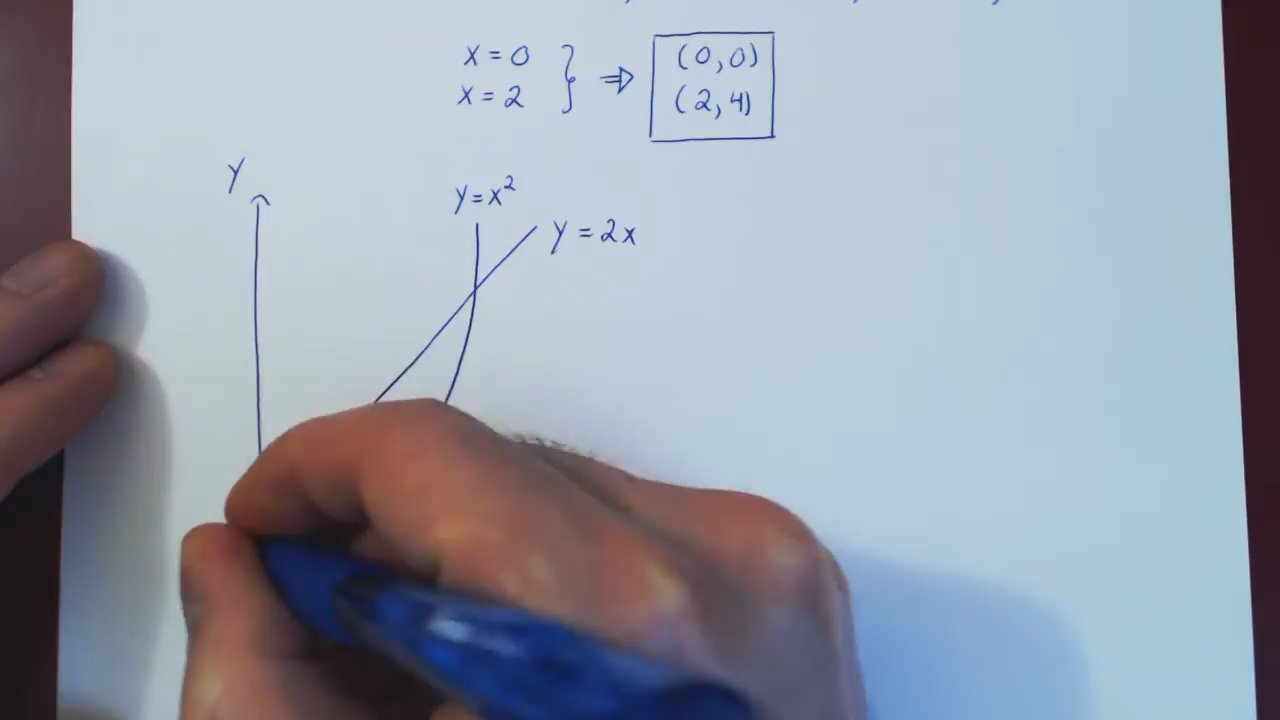 x = 0
x = 2 } ⇒ (0,0)
(2,4)
y
y = x²
y = 2x